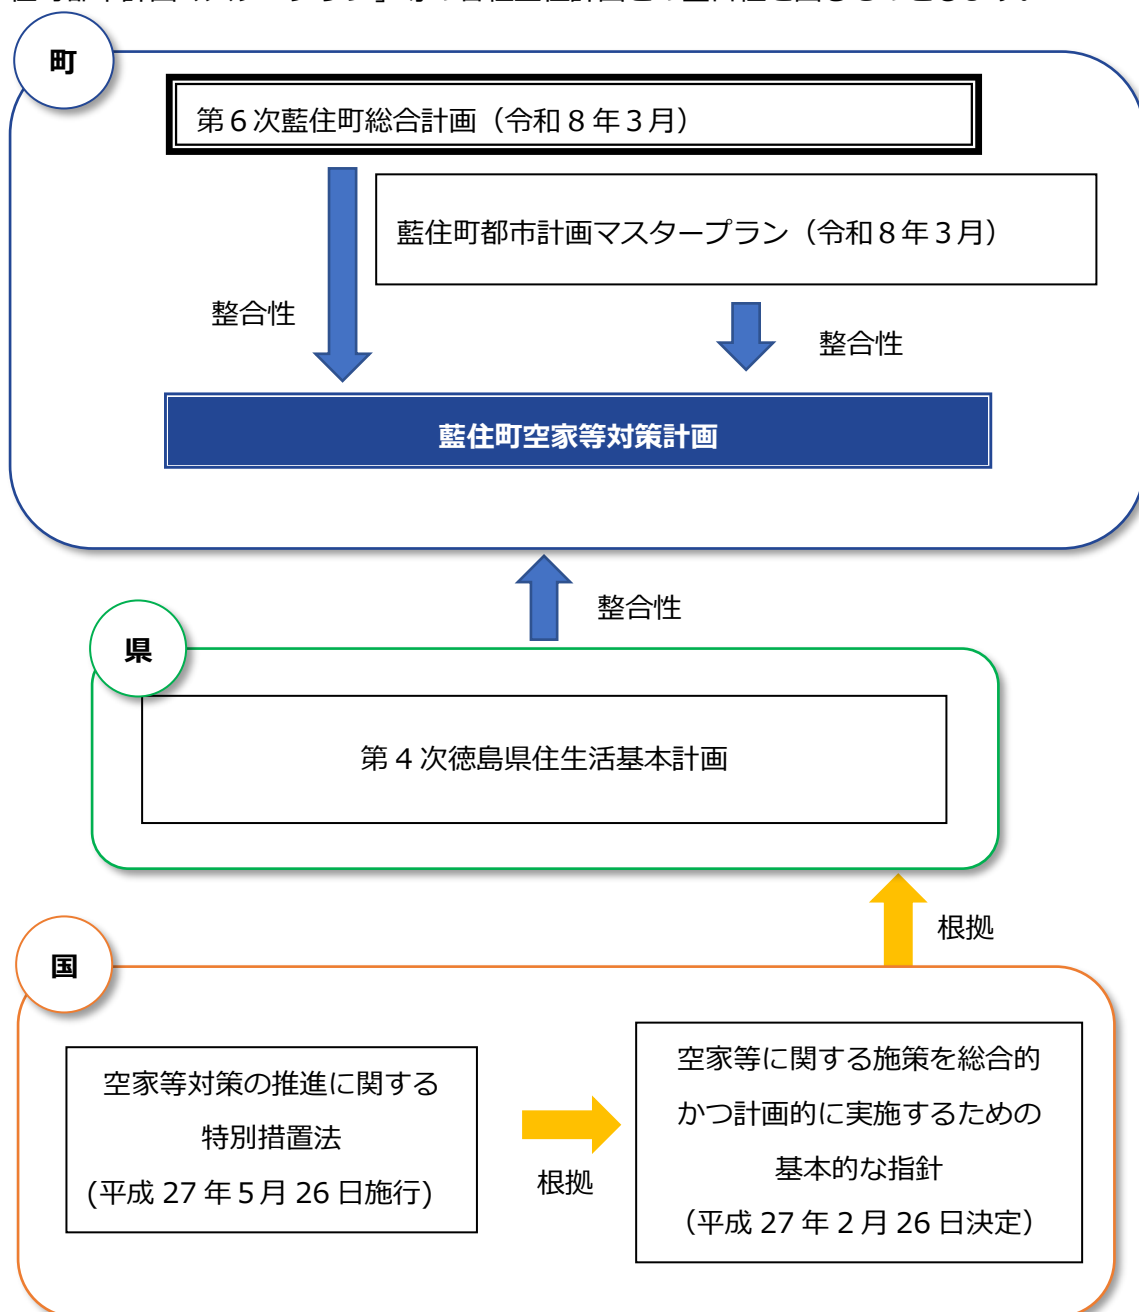 町
第6次藍住町総合計画（令和8年3月）
藍住町都市計画マスタープラン（令和8年3月）
整合性
整合性
藍住町空家等対策計画
整合性
県
第4次徳島県住生活基本計画
根拠
国
空家等対策の推進に関する
特別措置法
(平成 27 年5月 26 日施行)
根拠
空家等に関する施策を総合的
かつ計画的に実施するための
基本的な指針
（平成 27 年 2 月 26 日決定）